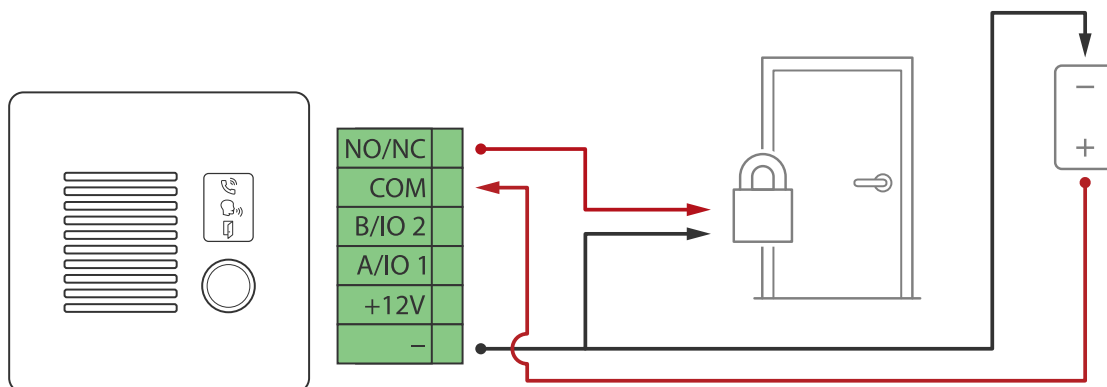 NO/NC
COM
B/IO 2
A/IO 1
+12V
–
–
+